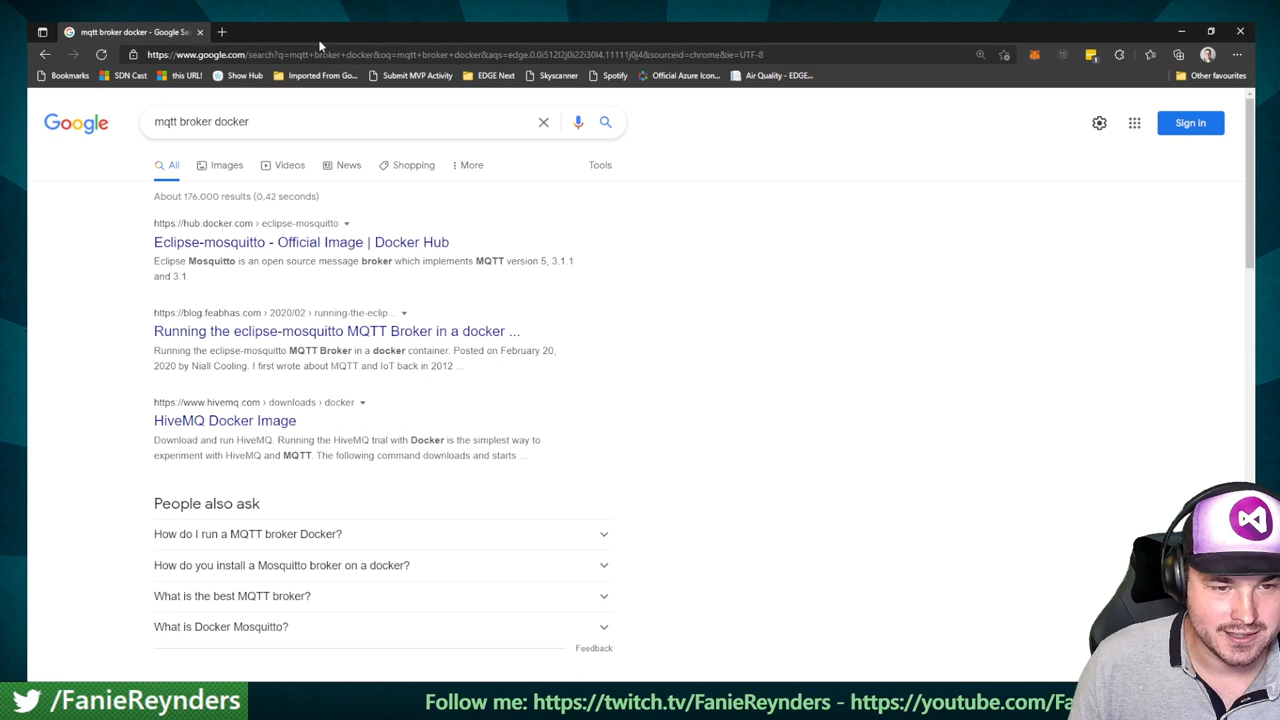 mqtt broker docker - Google Se
https://www.google.com/search?q=mqtt+broker+docker&oq=mqtt+broker+docker&aqs=edge.0.0i512l2j0i22i30l4.11111j0j4&sourceid=chrome&ie=UTF-8
Bookmarks SDN Cast this URL! Show Hub Imported From Go... Submit MVP Activity EDGE Next Skyscanner Spotify Official Azure Icon... Air Quality - EDGE... Other favourites
Google mqtt broker docker Sign in
All Images Videos News Shopping More Tools
About 176.000 results (0,42 seconds)
https://hub.docker.com › eclipse-mosquitto
Eclipse-mosquitto - Official Image | Docker Hub
Eclipse Mosquitto is an open source message broker which implements MQTT version 5, 3.1.1
and 3.1.
https://blog.feabhas.com › 2020/02 › running-the-eclip...
Running the eclipse-mosquitto MQTT Broker in a docker ...
Running the eclipse-mosquitto MQTT Broker in a docker container. Posted on February 20,
2020 by Niall Cooling. I first wrote about MQTT and IoT back in 2012 ...
https://www.hivemq.com › downloads › docker
HiveMQ Docker Image
Download and run HiveMQ. Running the HiveMQ trial with Docker is the simplest way to
experiment with HiveMQ and MQTT. The following command downloads and starts ...
People also ask
How do I run a MQTT broker Docker?
How do you install a Mosquitto broker on a docker?
What is the best MQTT broker?
What is Docker Mosquitto?
Feedback
/FanieReynders Follow me: https://twitch.tv/FanieReynders - https://youtube.com/Fa